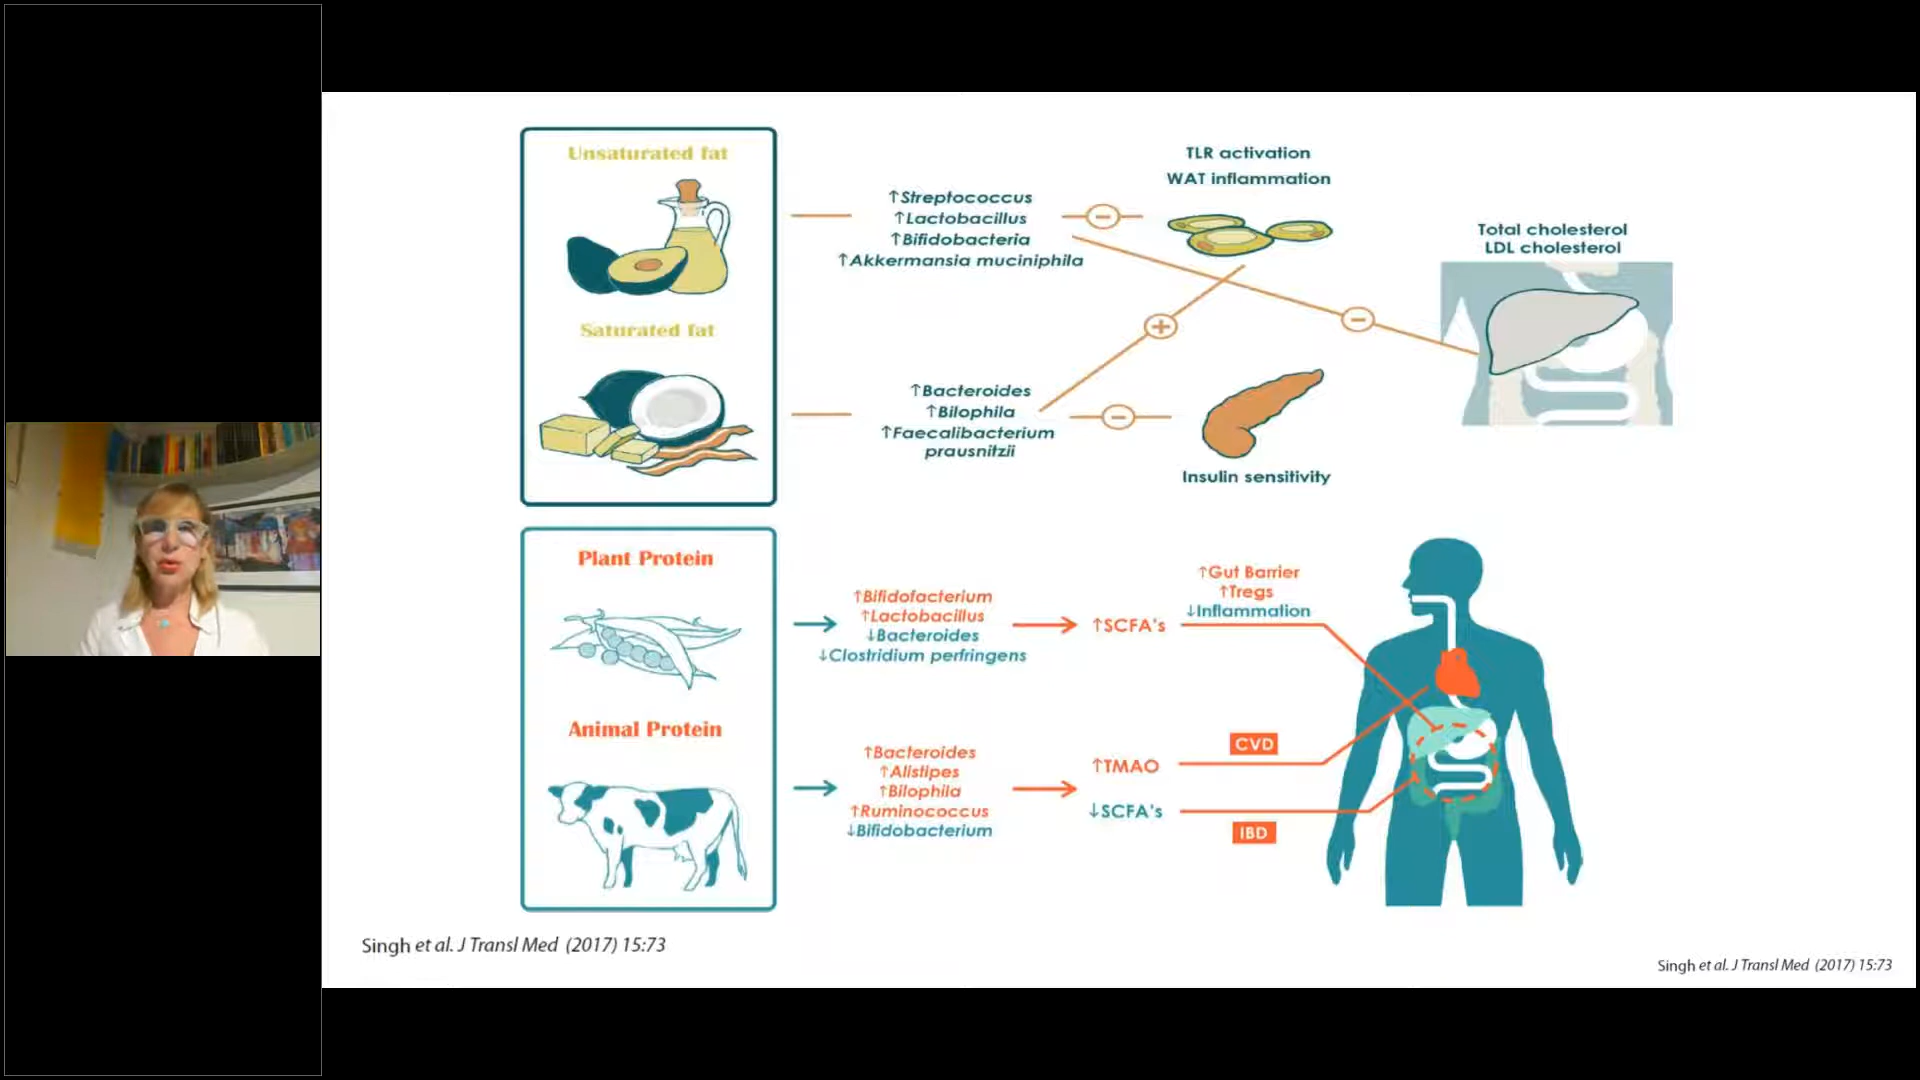 Unsaturated fat
Saturated fat
↑Streptococcus
↑Lactobacillus
↑Bifidobacteria
↑Akkermansia muciniphila
−
TLR activation
WAT inflammation
−
Total cholesterol
LDL cholesterol
+
↑Bacteroides
↑Bilophila
↑Faecalibacterium
prausnitzii
−
Insulin sensitivity
Plant Protein
↑Bifidofacterium
↑Lactobacillus
↓Bacteroides
↓Clostridium perfringens
↑SCFA's
↑Gut Barrier
↑Tregs
↓Inflammation
Animal Protein
↑Bacteroides
↑Alistipes
↑Bilophila
↑Ruminococcus
↓Bifidobacterium
↑TMAO
CVD
↓SCFA's
IBD
Singh et al. J Transl Med (2017) 15:73
Singh et al. J Transl Med (2017) 15:73